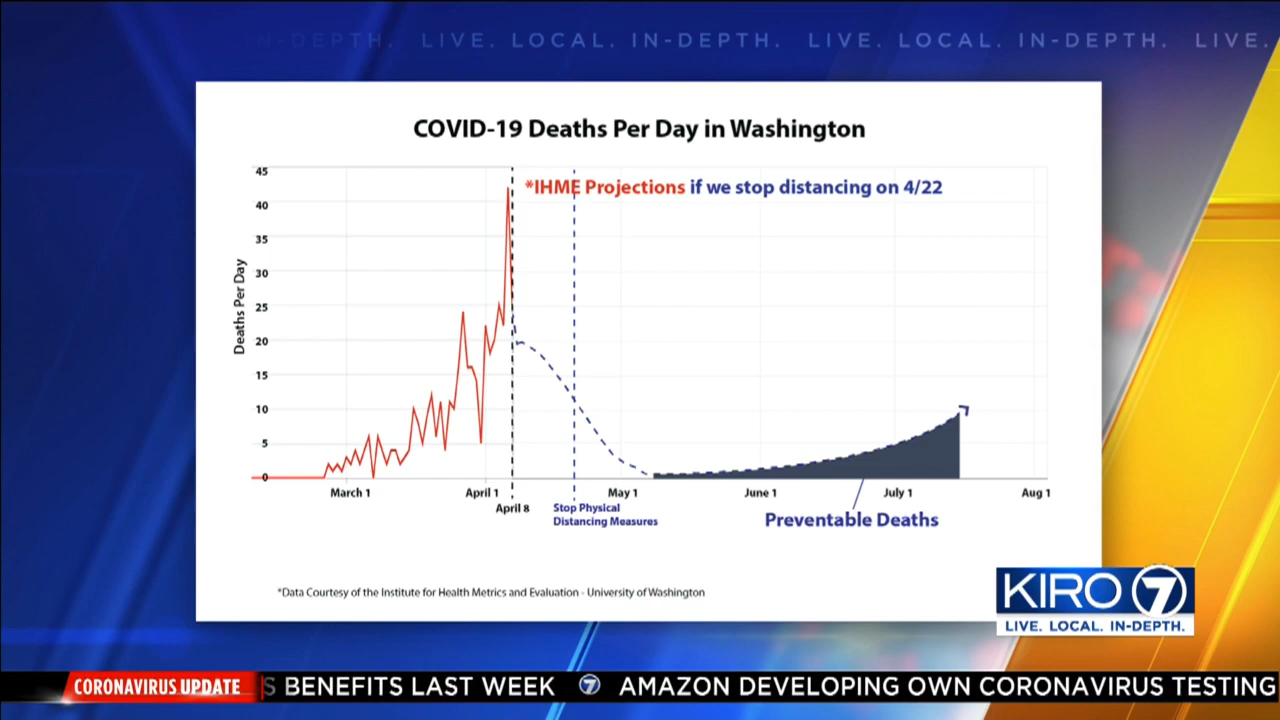 IN-DEPTH. LIVE. LOCAL. IN-DEPTH. LIVE. LOCAL. IN-DEPTH. LIVE.
COVID-19 Deaths Per Day in Washington
*IHME Projections if we stop distancing on 4/22
Deaths Per Day
45
40
35
30
25
20
15
10
5
0
March 1
April 1
May 1
June 1
July 1
Aug 1
April 8
Stop Physical
Distancing Measures
Preventable Deaths
*Data Courtesy of the Institute for Health Metrics and Evaluation - University of Washington
KIRO 7
LIVE. LOCAL. IN-DEPTH.
CORONAVIRUS UPDATE
S BENEFITS LAST WEEK 7 AMAZON DEVELOPING OWN CORONAVIRUS TESTING